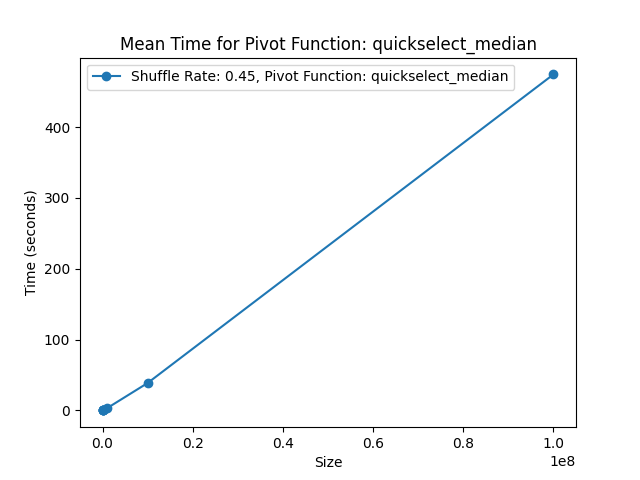 Mean Time for Pivot Function: quickselect_median
Shuffle Rate: 0.45, Pivot Function: quickselect_median
400
300
200
100
0
Time (seconds)
0.0 0.2 0.4 0.6 0.8 1.0
1e8
Size